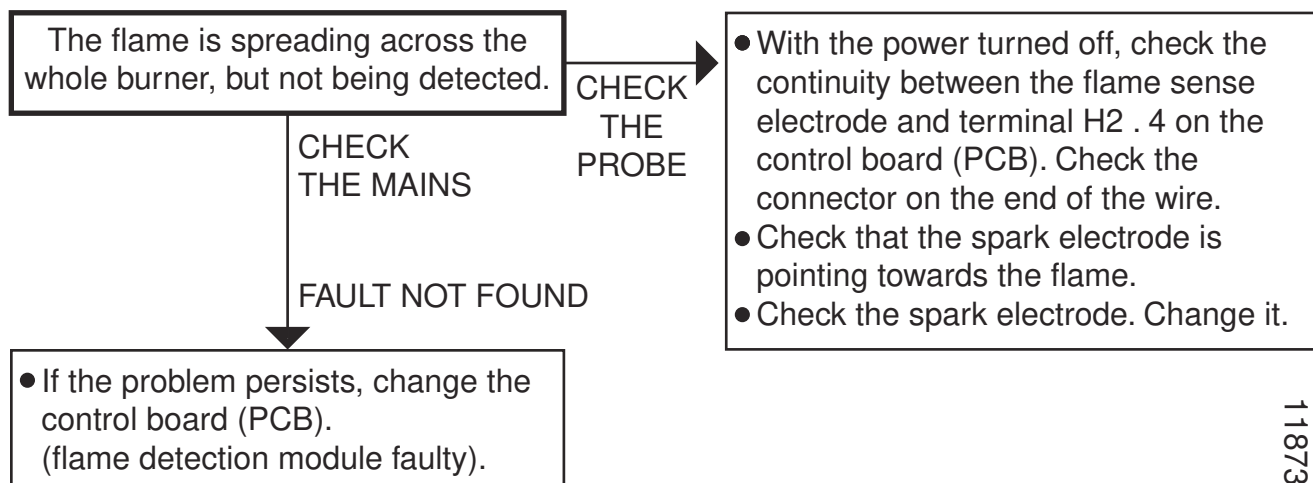 The flame is spreading across the
whole burner, but not being detected.
CHECK
THE
PROBE
● With the power turned off, check the
continuity between the flame sense
electrode and terminal H2 . 4 on the
control board (PCB). Check the
connector on the end of the wire.
● Check that the spark electrode is
pointing towards the flame.
● Check the spark electrode. Change it.
CHECK
THE MAINS
FAULT NOT FOUND
● If the problem persists, change the
control board (PCB).
(flame detection module faulty).
11873